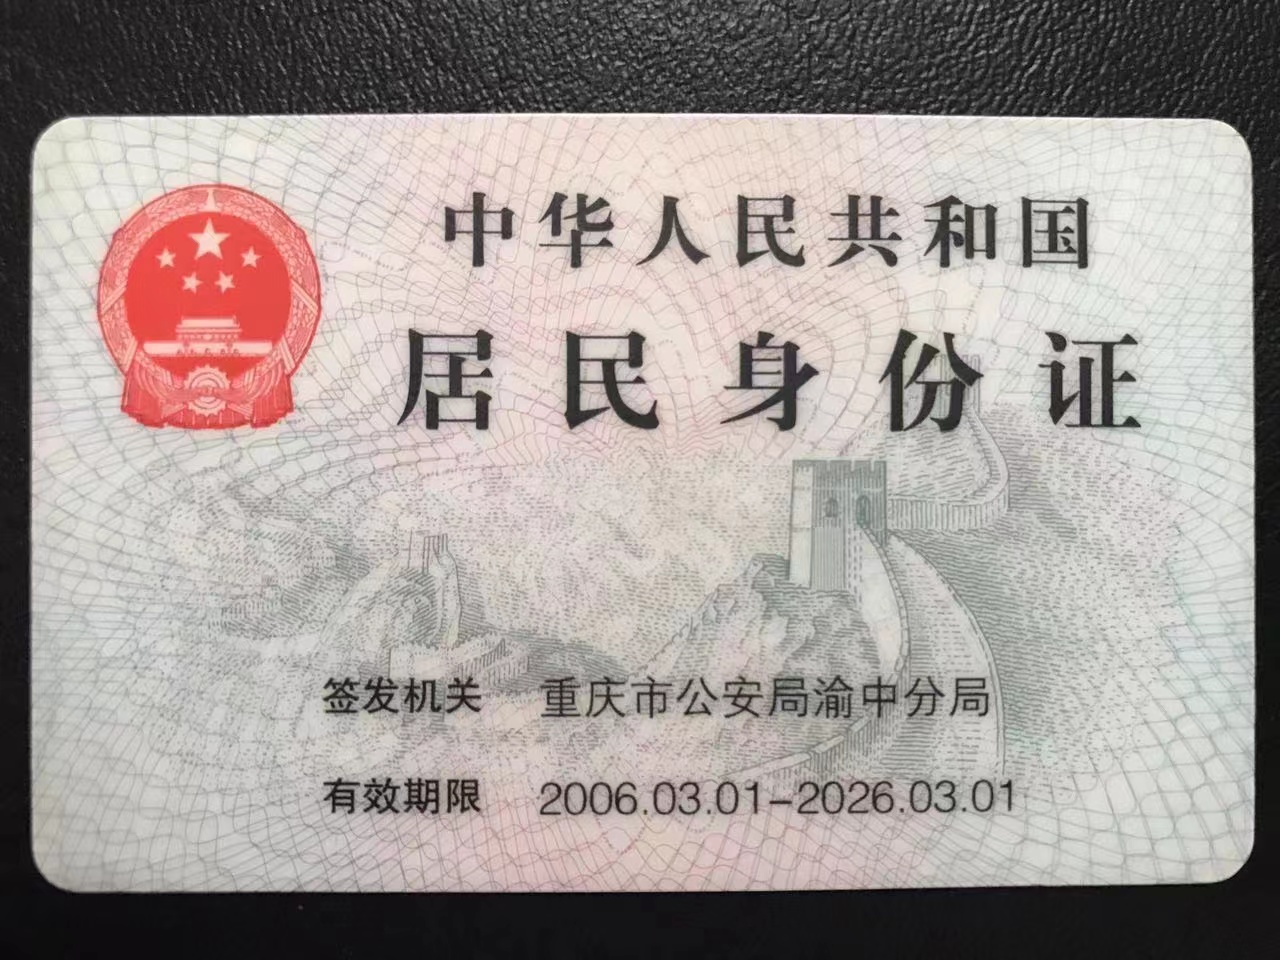 中华人民共和国
居民身份证
签发机关 重庆市公安局渝中分局
有效期限 2006.03.01-2026.03.01